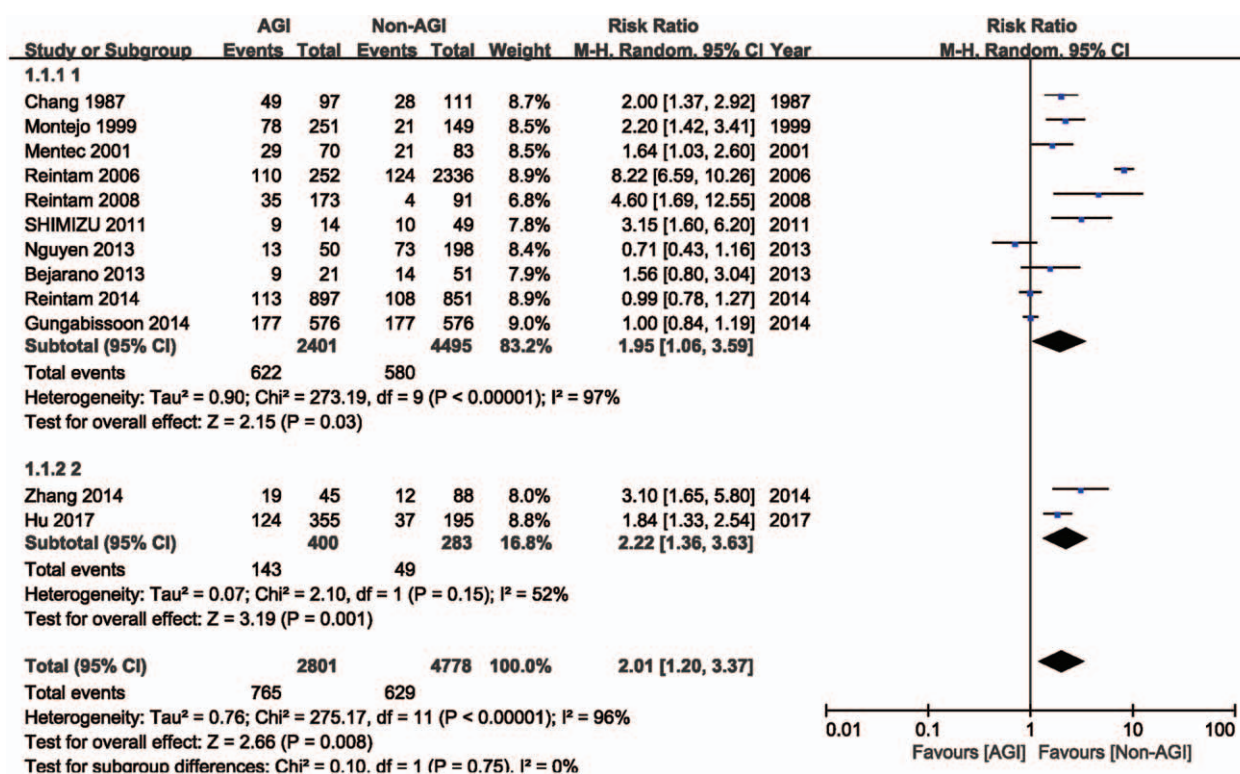 AGI Non-AGI Risk Ratio Risk Ratio
Study or Subgroup Events Total Events Total Weight M-H, Random, 95% CI Year M-H, Random, 95% CI
1.1.1 1
Chang 1987 49 97 28 111 8.7% 2.00 [1.37, 2.92] 1987
Montejo 1999 78 251 21 149 8.5% 2.20 [1.42, 3.41] 1999
Mentec 2001 29 70 21 83 8.5% 1.64 [1.03, 2.60] 2001
Reintam 2006 110 252 124 2336 8.9% 8.22 [6.59, 10.26] 2006
Reintam 2008 35 173 4 91 6.8% 4.60 [1.69, 12.55] 2008
SHIMIZU 2011 9 14 10 49 7.8% 3.15 [1.60, 6.20] 2011
Nguyen 2013 13 50 73 198 8.4% 0.71 [0.43, 1.16] 2013
Bejarano 2013 9 21 14 51 7.9% 1.56 [0.80, 3.04] 2013
Reintam 2014 113 897 108 851 8.9% 0.99 [0.78, 1.27] 2014
Gungabissoon 2014 177 576 177 576 9.0% 1.00 [0.84, 1.19] 2014
Subtotal (95% CI) 2401 4495 83.2% 1.95 [1.06, 3.59]
Total events 622 580
Heterogeneity: Tau² = 0.90; Chi² = 273.19, df = 9 (P < 0.00001); I² = 97%
Test for overall effect: Z = 2.15 (P = 0.03)
1.1.2 2
Zhang 2014 19 45 12 88 8.0% 3.10 [1.65, 5.80] 2014
Hu 2017 124 355 37 195 8.8% 1.84 [1.33, 2.54] 2017
Subtotal (95% CI) 400 283 16.8% 2.22 [1.36, 3.63]
Total events 143 49
Heterogeneity: Tau² = 0.07; Chi² = 2.10, df = 1 (P = 0.15); I² = 52%
Test for overall effect: Z = 3.19 (P = 0.001)
Total (95% CI) 2801 4778 100.0% 2.01 [1.20, 3.37]
Total events 765 629
Heterogeneity: Tau² = 0.76; Chi² = 275.17, df = 11 (P < 0.00001); I² = 96%
Test for overall effect: Z = 2.66 (P = 0.008)
Test for subgroup differences: Chi² = 0.10, df = 1 (P = 0.75), I² = 0%
0.01 0.1 1 10 100
Favours [AGI] Favours [Non-AGI]